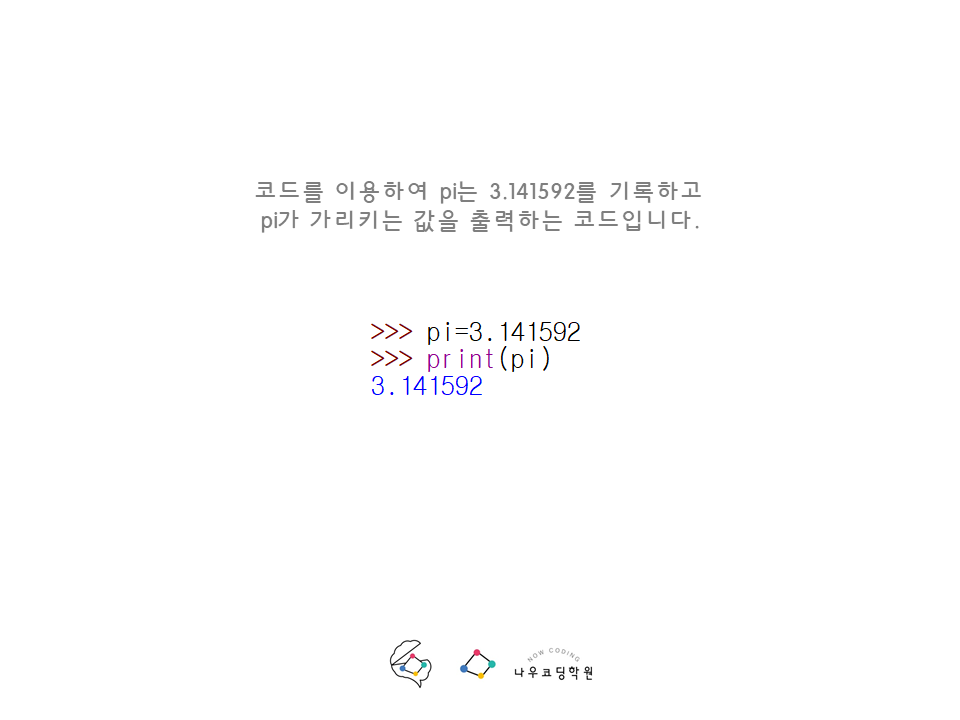 코드를 이용하여 pi는 3.141592를 기록하고
pi가 가리키는 값을 출력하는 코드입니다.
>>> pi=3.141592
>>> print(pi)
3.141592
NOW CODING
나우코딩학원